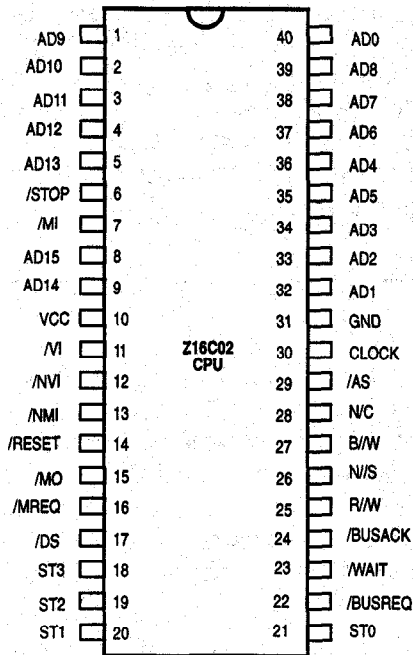 AD9 1 40 AD0
AD10 2 39 AD8
AD11 3 38 AD7
AD12 4 37 AD6
AD13 5 36 AD4
/STOP 6 35 AD5
/MI 7 34 AD3
AD15 8 33 AD2
AD14 9 32 AD1
VCC 10 31 GND
/VI 11 Z16C02 30 CLOCK
CPU
/NVI 12 29 /AS
/NMI 13 28 N/C
/RESET 14 27 B//W
/MO 15 26 N//S
/MREQ 16 25 R//W
/DS 17 24 /BUSACK
ST3 18 23 /WAIT
ST2 19 22 /BUSREQ
ST1 20 21 ST0